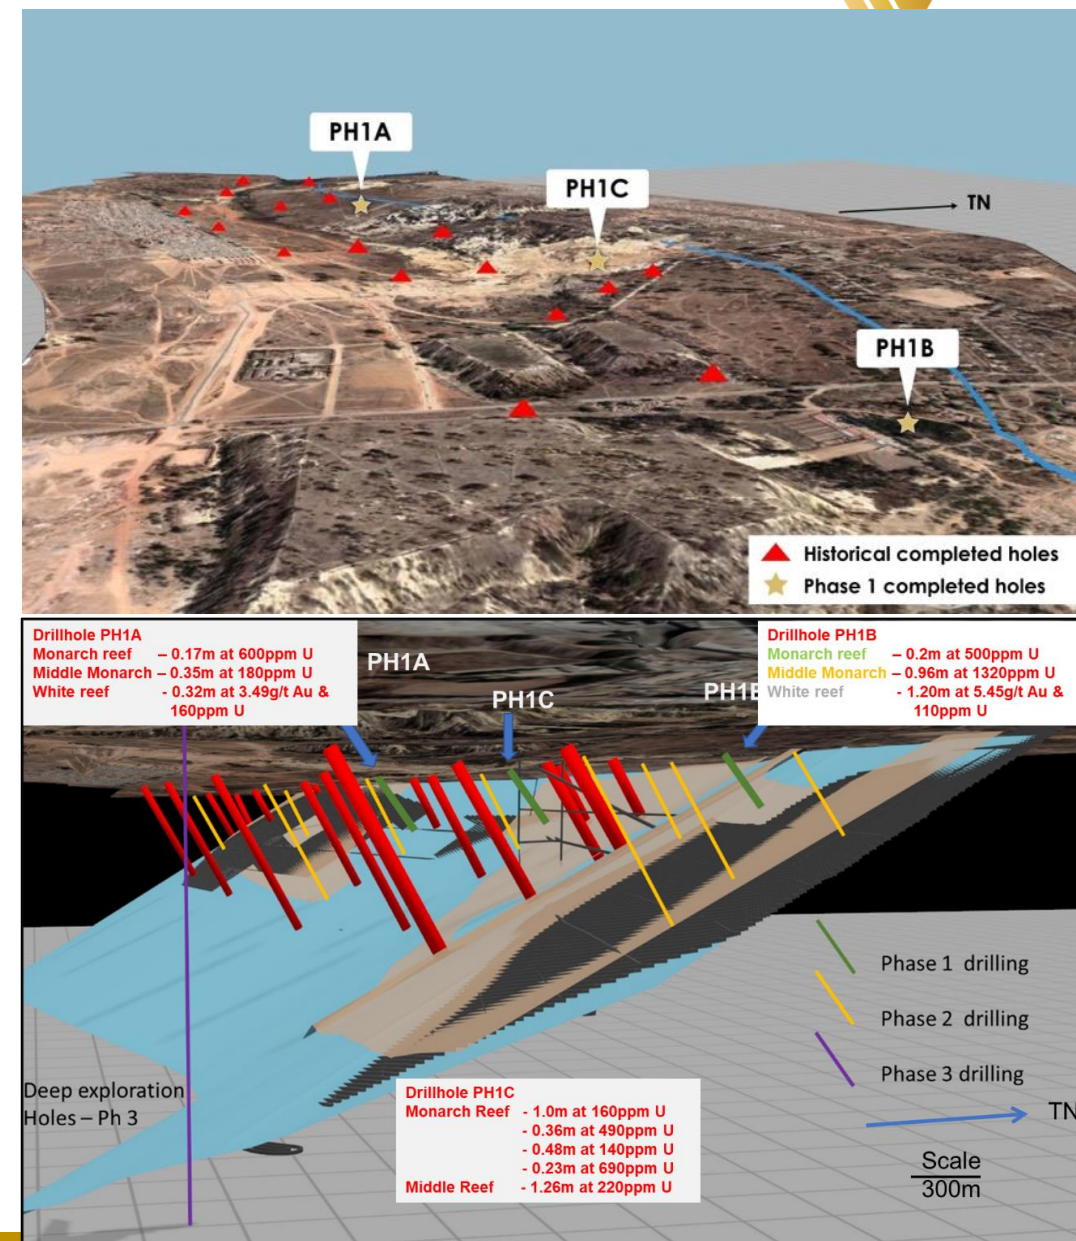 PH1A
PH1C
TN
PH1B
Historical completed holes
Phase 1 completed holes
Drillhole PH1A
Monarch reef – 0.17m at 600ppm U
Middle Monarch – 0.35m at 180ppm U
White reef - 0.32m at 3.49g/t Au &
160ppm U
PH1A
PH1C
Drillhole PH1B
Monarch reef – 0.2m at 500ppm U
Middle Monarch – 0.96m at 1320ppm U
White reef - 1.20m at 5.45g/t Au &
110ppm U
Phase 1 drilling
Phase 2 drilling
Phase 3 drilling
Deep exploration
Holes – Ph 3
TN
Scale
300m
Drillhole PH1C
Monarch Reef - 1.0m at 160ppm U
- 0.36m at 490ppm U
- 0.48m at 140ppm U
- 0.23m at 690ppm U
Middle Reef - 1.26m at 220ppm U